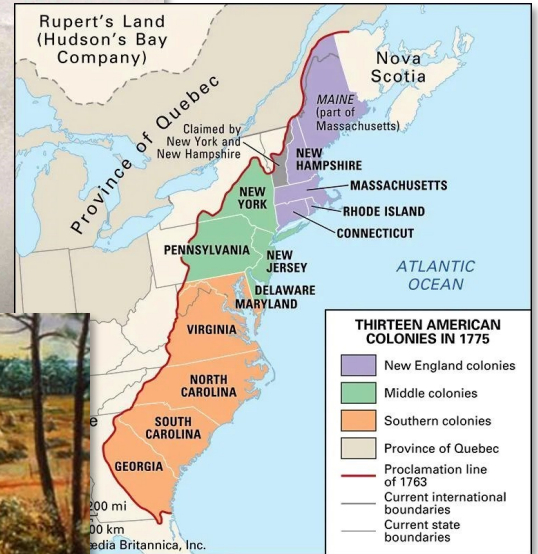 Rupert's Land
(Hudson's Bay
Company)
Nova
Scotia
Province of Quebec
MAINE
(part of
Massachusetts)
Claimed by
New York and
New Hampshire
NEW
HAMPSHIRE
MASSACHUSETTS
NEW
YORK
RHODE ISLAND
CONNECTICUT
PENNSYLVANIA
NEW
JERSEY
ATLANTIC
OCEAN
DELAWARE
MARYLAND
VIRGINIA
NORTH
CAROLINA
SOUTH
CAROLINA
GEORGIA
THIRTEEN AMERICAN
COLONIES IN 1775
New England colonies
Middle colonies
Southern colonies
Province of Quebec
Proclamation line
of 1763
Current international
boundaries
Current state
boundaries
200 mi
00 km
ædia Britannica, Inc.